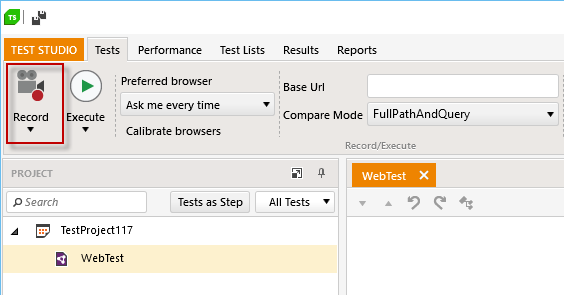 TS
TEST STUDIO Tests Performance Test Lists Results Reports
Preferred browser
Ask me every time
Calibrate browsers
Record
Execute
Base Url
Compare Mode FullPathAndQuery
Record/Execute
PROJECT
Search Tests as Step All Tests
TestProject117
WebTest
WebTest